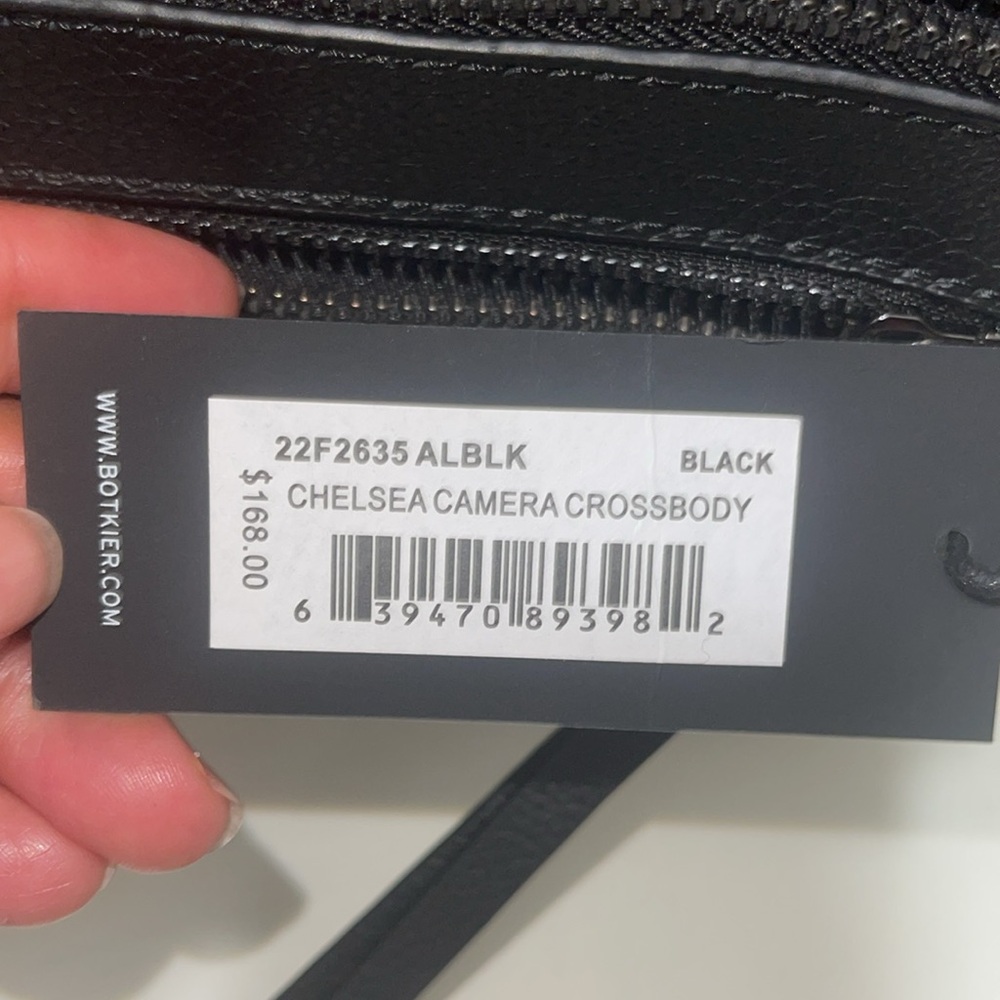 WWW.BOTKIER.COM
22F2635 ALBLK BLACK
CHELSEA CAMERA CROSSBODY
$168.00
6 39470 89398 2